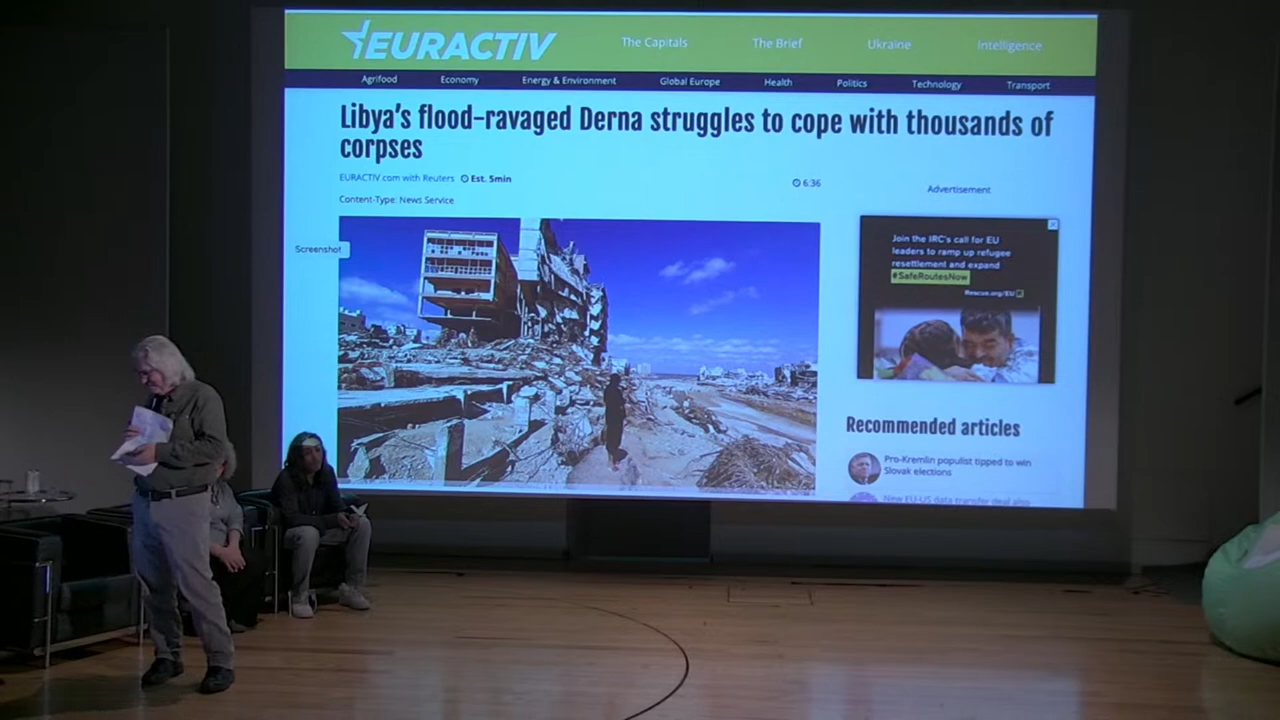 EURACTIV
The Capitals
The Brief
Ukraine
Intelligence
Agrifood
Economy
Energy & Environment
Global Europe
Health
Politics
Technology
Transport
Libya's flood-ravaged Derna struggles to cope with thousands of
corpses
EURACTIV.com with Reuters
Est. 5min
6:36
Content-Type: News Service
Advertisement
Screenshot
Join the IRC's call for EU
leaders to ramp up refugee
resettlement and expand
#SafeRoutesNow
Rescue.org/EU
Recommended articles
Pro-Kremlin populist tipped to win
Slovak elections
New EU-US data transfer deal also